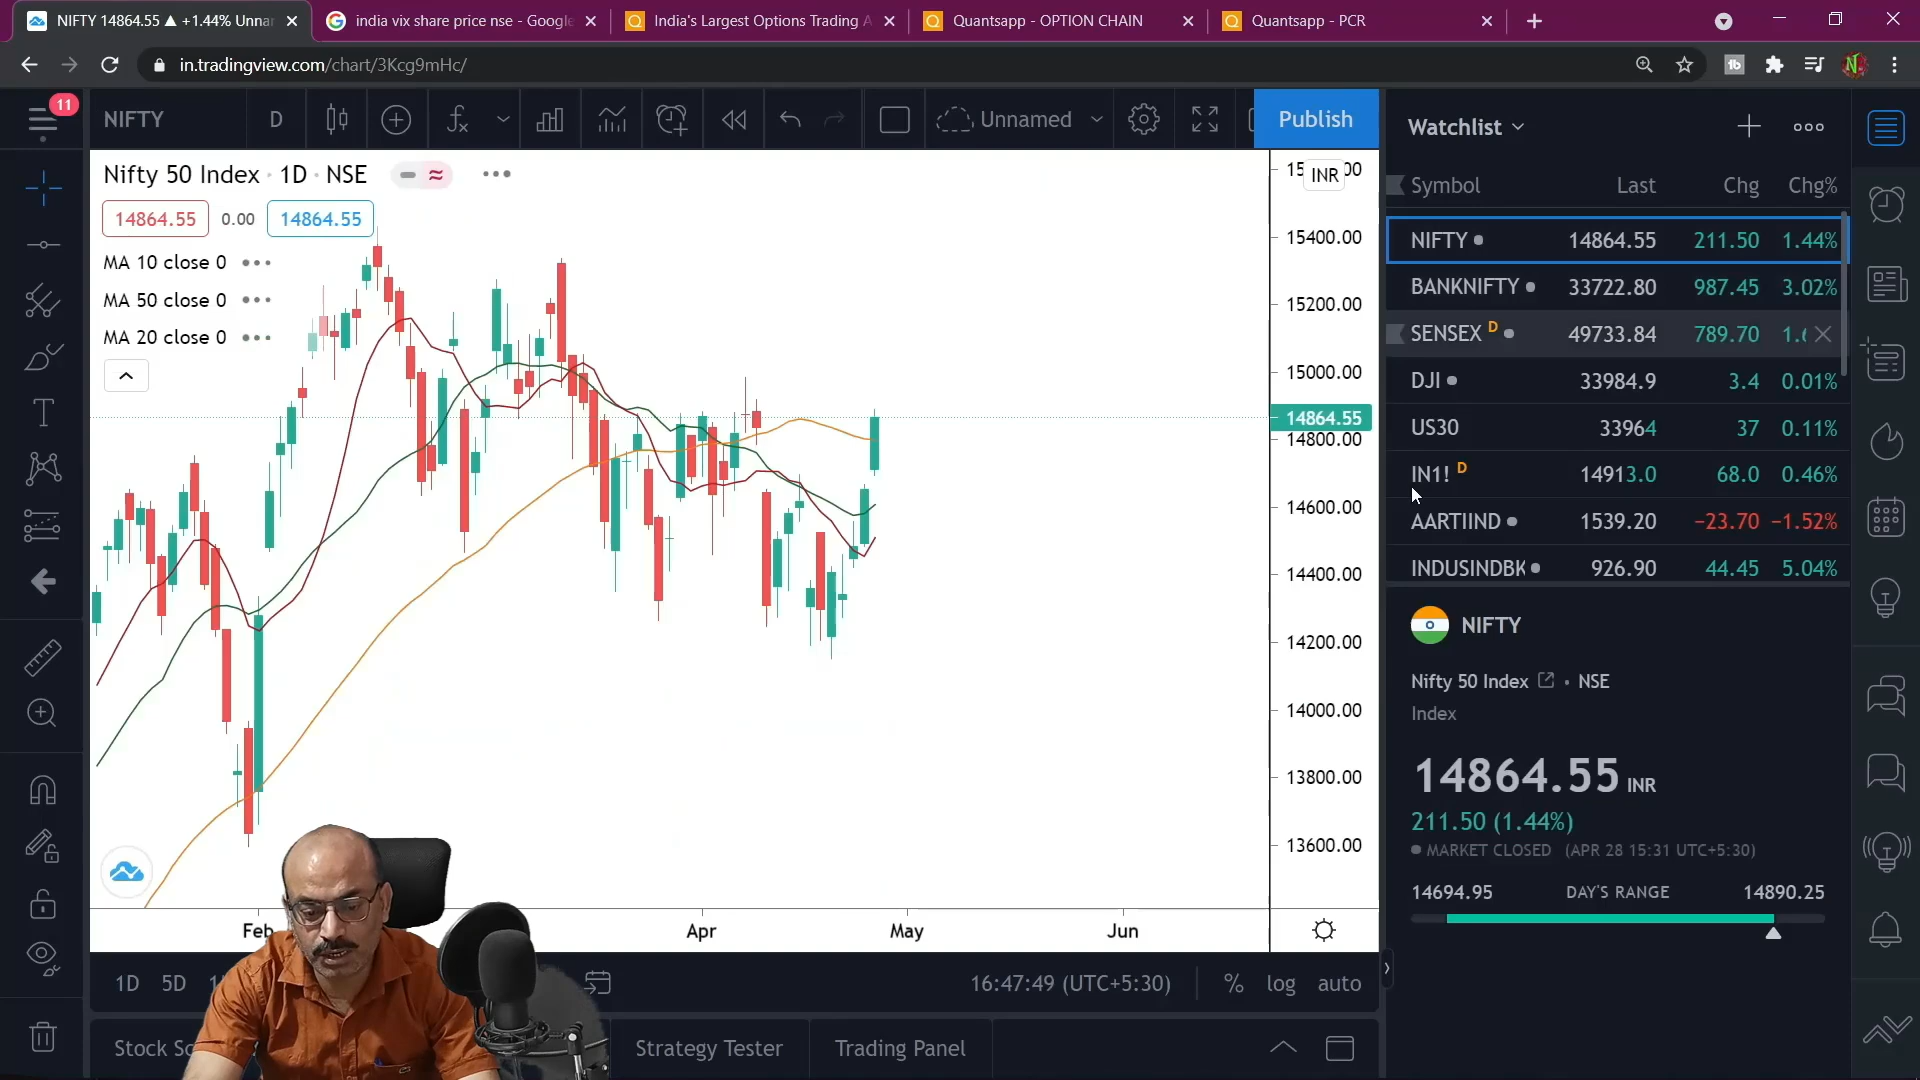 NIFTY 14864.55 ▲ +1.44% Unnar
india vix share price nse - Google
India's Largest Options Trading A
Quantsapp - OPTION CHAIN
Quantsapp - PCR
in.tradingview.com/chart/3Kcg9mHc/
11
NIFTY
D
Unnamed
Publish
Nifty 50 Index · 1D · NSE
14864.55 0.00 14864.55
MA 10 close 0
MA 50 close 0
MA 20 close 0
INR
15400.00
15200.00
15000.00
14864.55
14800.00
14600.00
14400.00
14200.00
14000.00
13800.00
13600.00
Feb Apr May Jun
1D 5D
16:47:49 (UTC+5:30) % log auto
Stock Sc
Strategy Tester
Trading Panel
Watchlist
Symbol Last Chg Chg%
NIFTY 14864.55 211.50 1.44%
BANKNIFTY 33722.80 987.45 3.02%
SENSEX D 49733.84 789.70 1.6
DJI 33984.9 3.4 0.01%
US30 33964 37 0.11%
IN1! D 14913.0 68.0 0.46%
AARTIIND 1539.20 −23.70 −1.52%
INDUSINDBK 926.90 44.45 5.04%
NIFTY
Nifty 50 Index · NSE
Index
14864.55 INR
211.50 (1.44%)
MARKET CLOSED (APR 28 15:31 UTC+5:30)
14694.95 DAY'S RANGE 14890.25